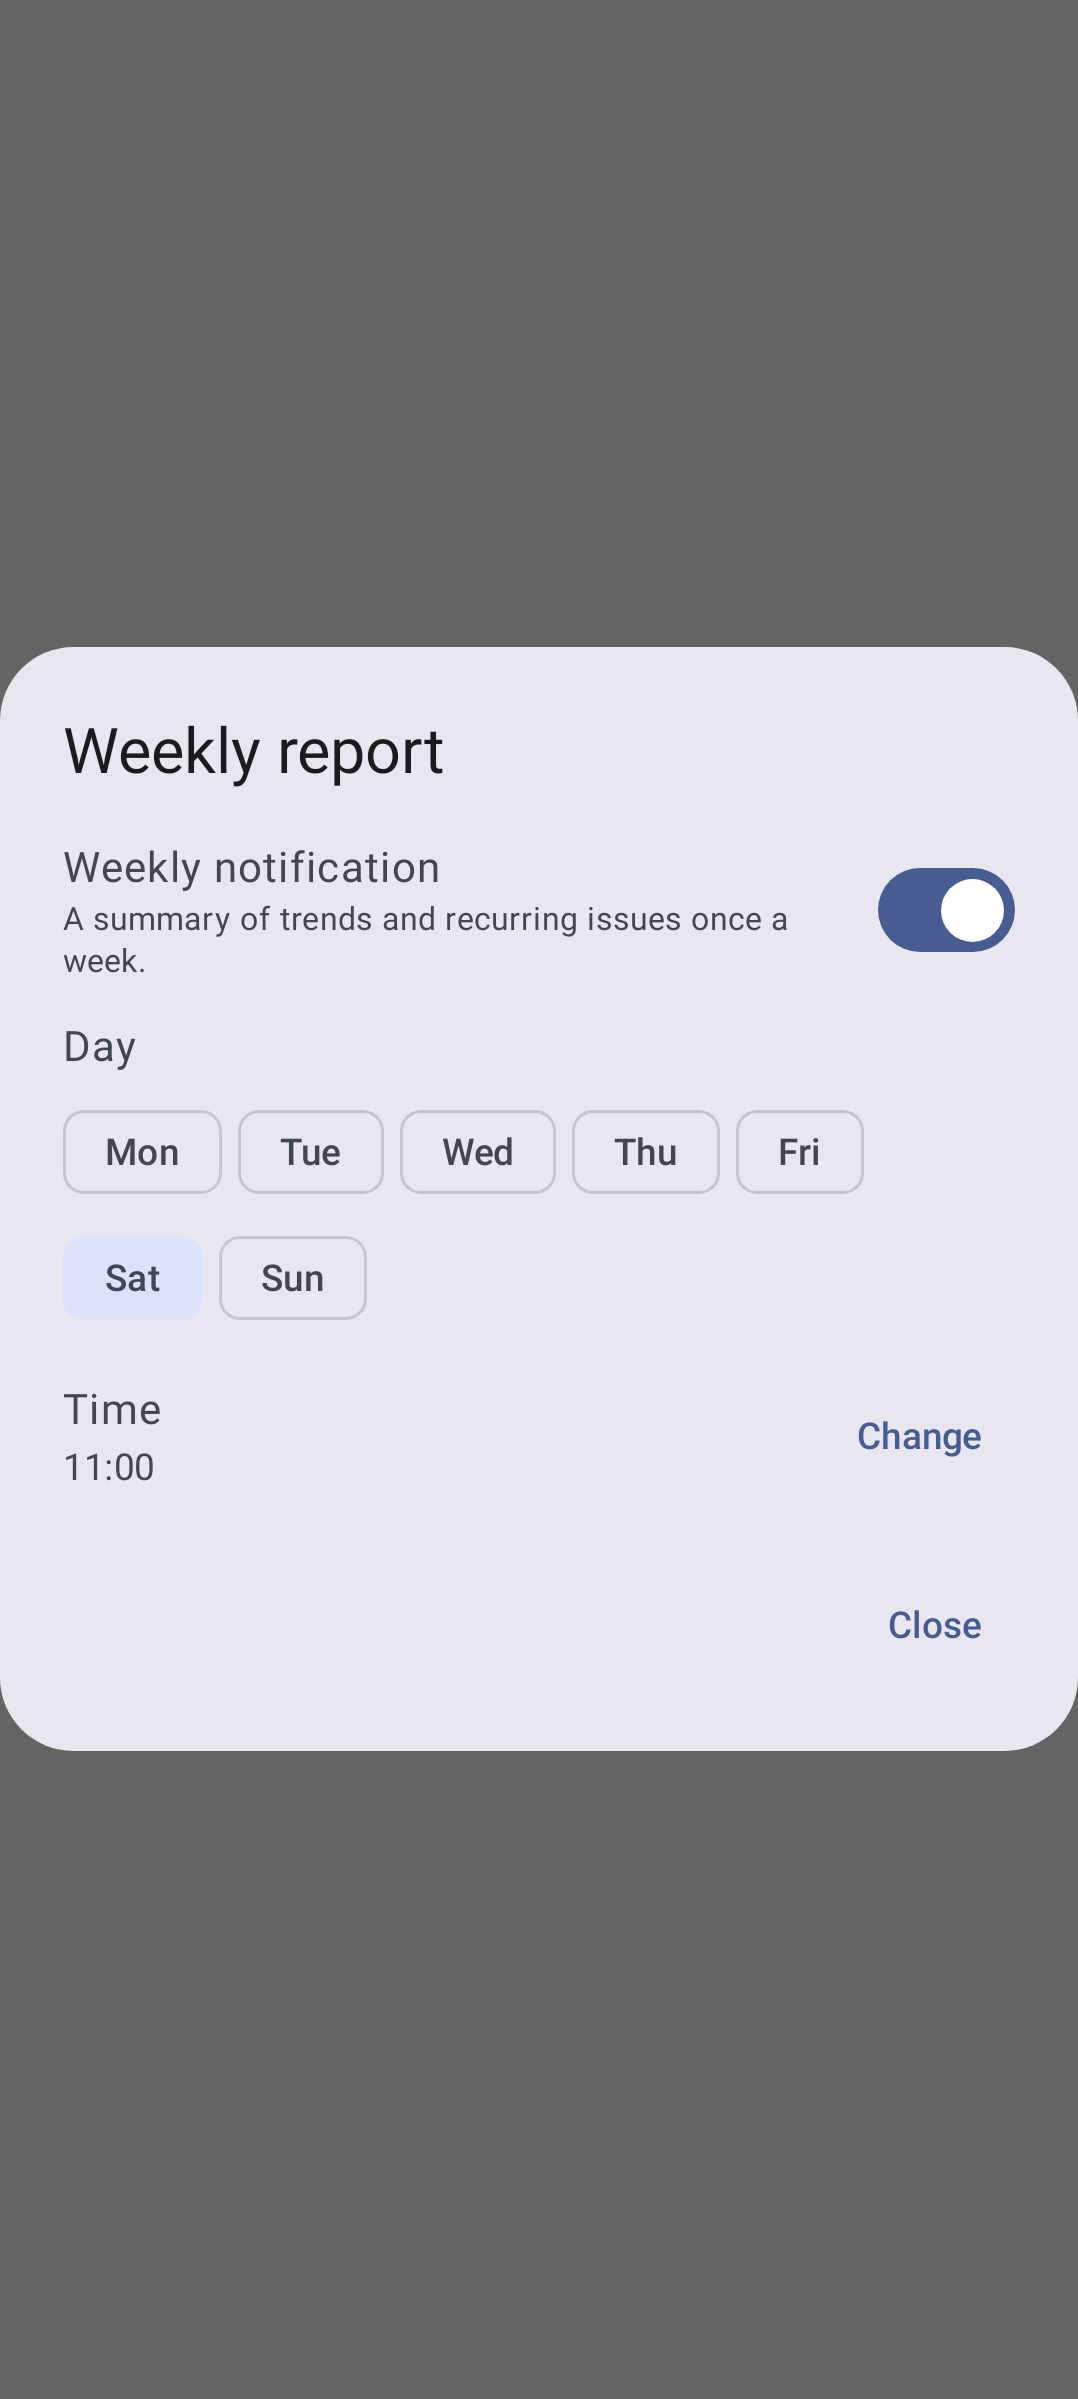 Weekly report
Weekly notification
A summary of trends and recurring issues once a
week.
Day
Mon Tue Wed Thu Fri
Sat Sun
Time
11:00
Change
Close